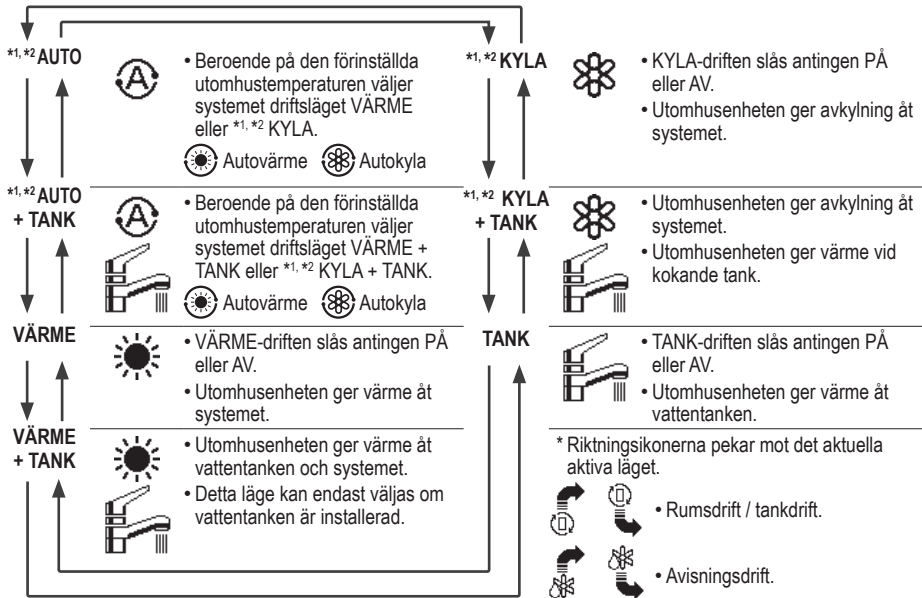 *1, *2 AUTO
• Beroende på den förinställda
utomhustemperaturen väljer
systemet driftsläget VÄRME
eller *1, *2 KYLA.
Autovärme Autokyla
*1, *2 AUTO
+ TANK
• Beroende på den förinställda
utomhustemperaturen väljer
systemet driftsläget VÄRME +
TANK eller *1, *2 KYLA + TANK.
Autovärme Autokyla
VÄRME
• VÄRME-driften slås antingen PÅ
eller AV.
• Utomhusenheten ger värme åt
systemet.
VÄRME
+ TANK
• Utomhusenheten ger värme åt
vattentanken och systemet.
• Detta läge kan endast väljas om
vattentanken är installerad.
*1, *2 KYLA
• KYLA-driften slås antingen PÅ
eller AV.
• Utomhusenheten ger avkylning åt
systemet.
*1, *2 KYLA
+ TANK
• Utomhusenheten ger avkylning åt
systemet.
• Utomhusenheten ger värme vid
kokande tank.
TANK
• TANK-driften slås antingen PÅ
eller AV.
• Utomhusenheten ger värme åt
vattentanken.
* Riktningsikonerna pekar mot det aktuella
aktiva läget.
• Rumsdrift / tankdrift.
• Avisningsdrift.